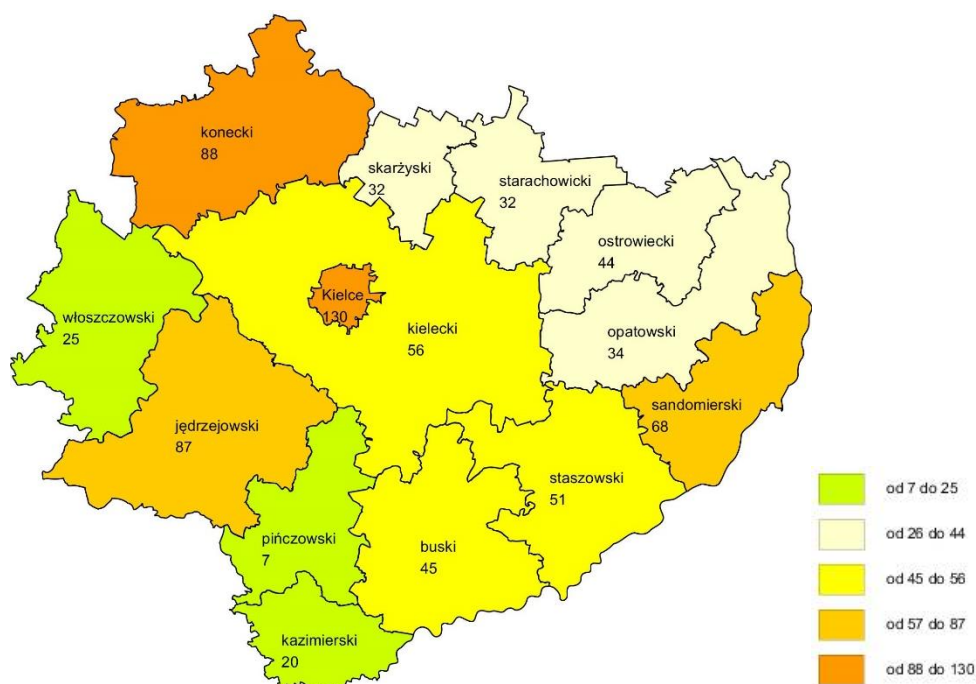 konecki
88
skarżyski
32
starachowicki
32
ostrowiecki
44
włoszczowski
25
Kielce
130
kielecki
56
opatowski
34
jędrzejowski
87
sandomierski
68
staszowski
51
pińczowski
7
buski
45
kazimierski
20
od 7 do 25
od 26 do 44
od 45 do 56
od 57 do 87
od 88 do 130